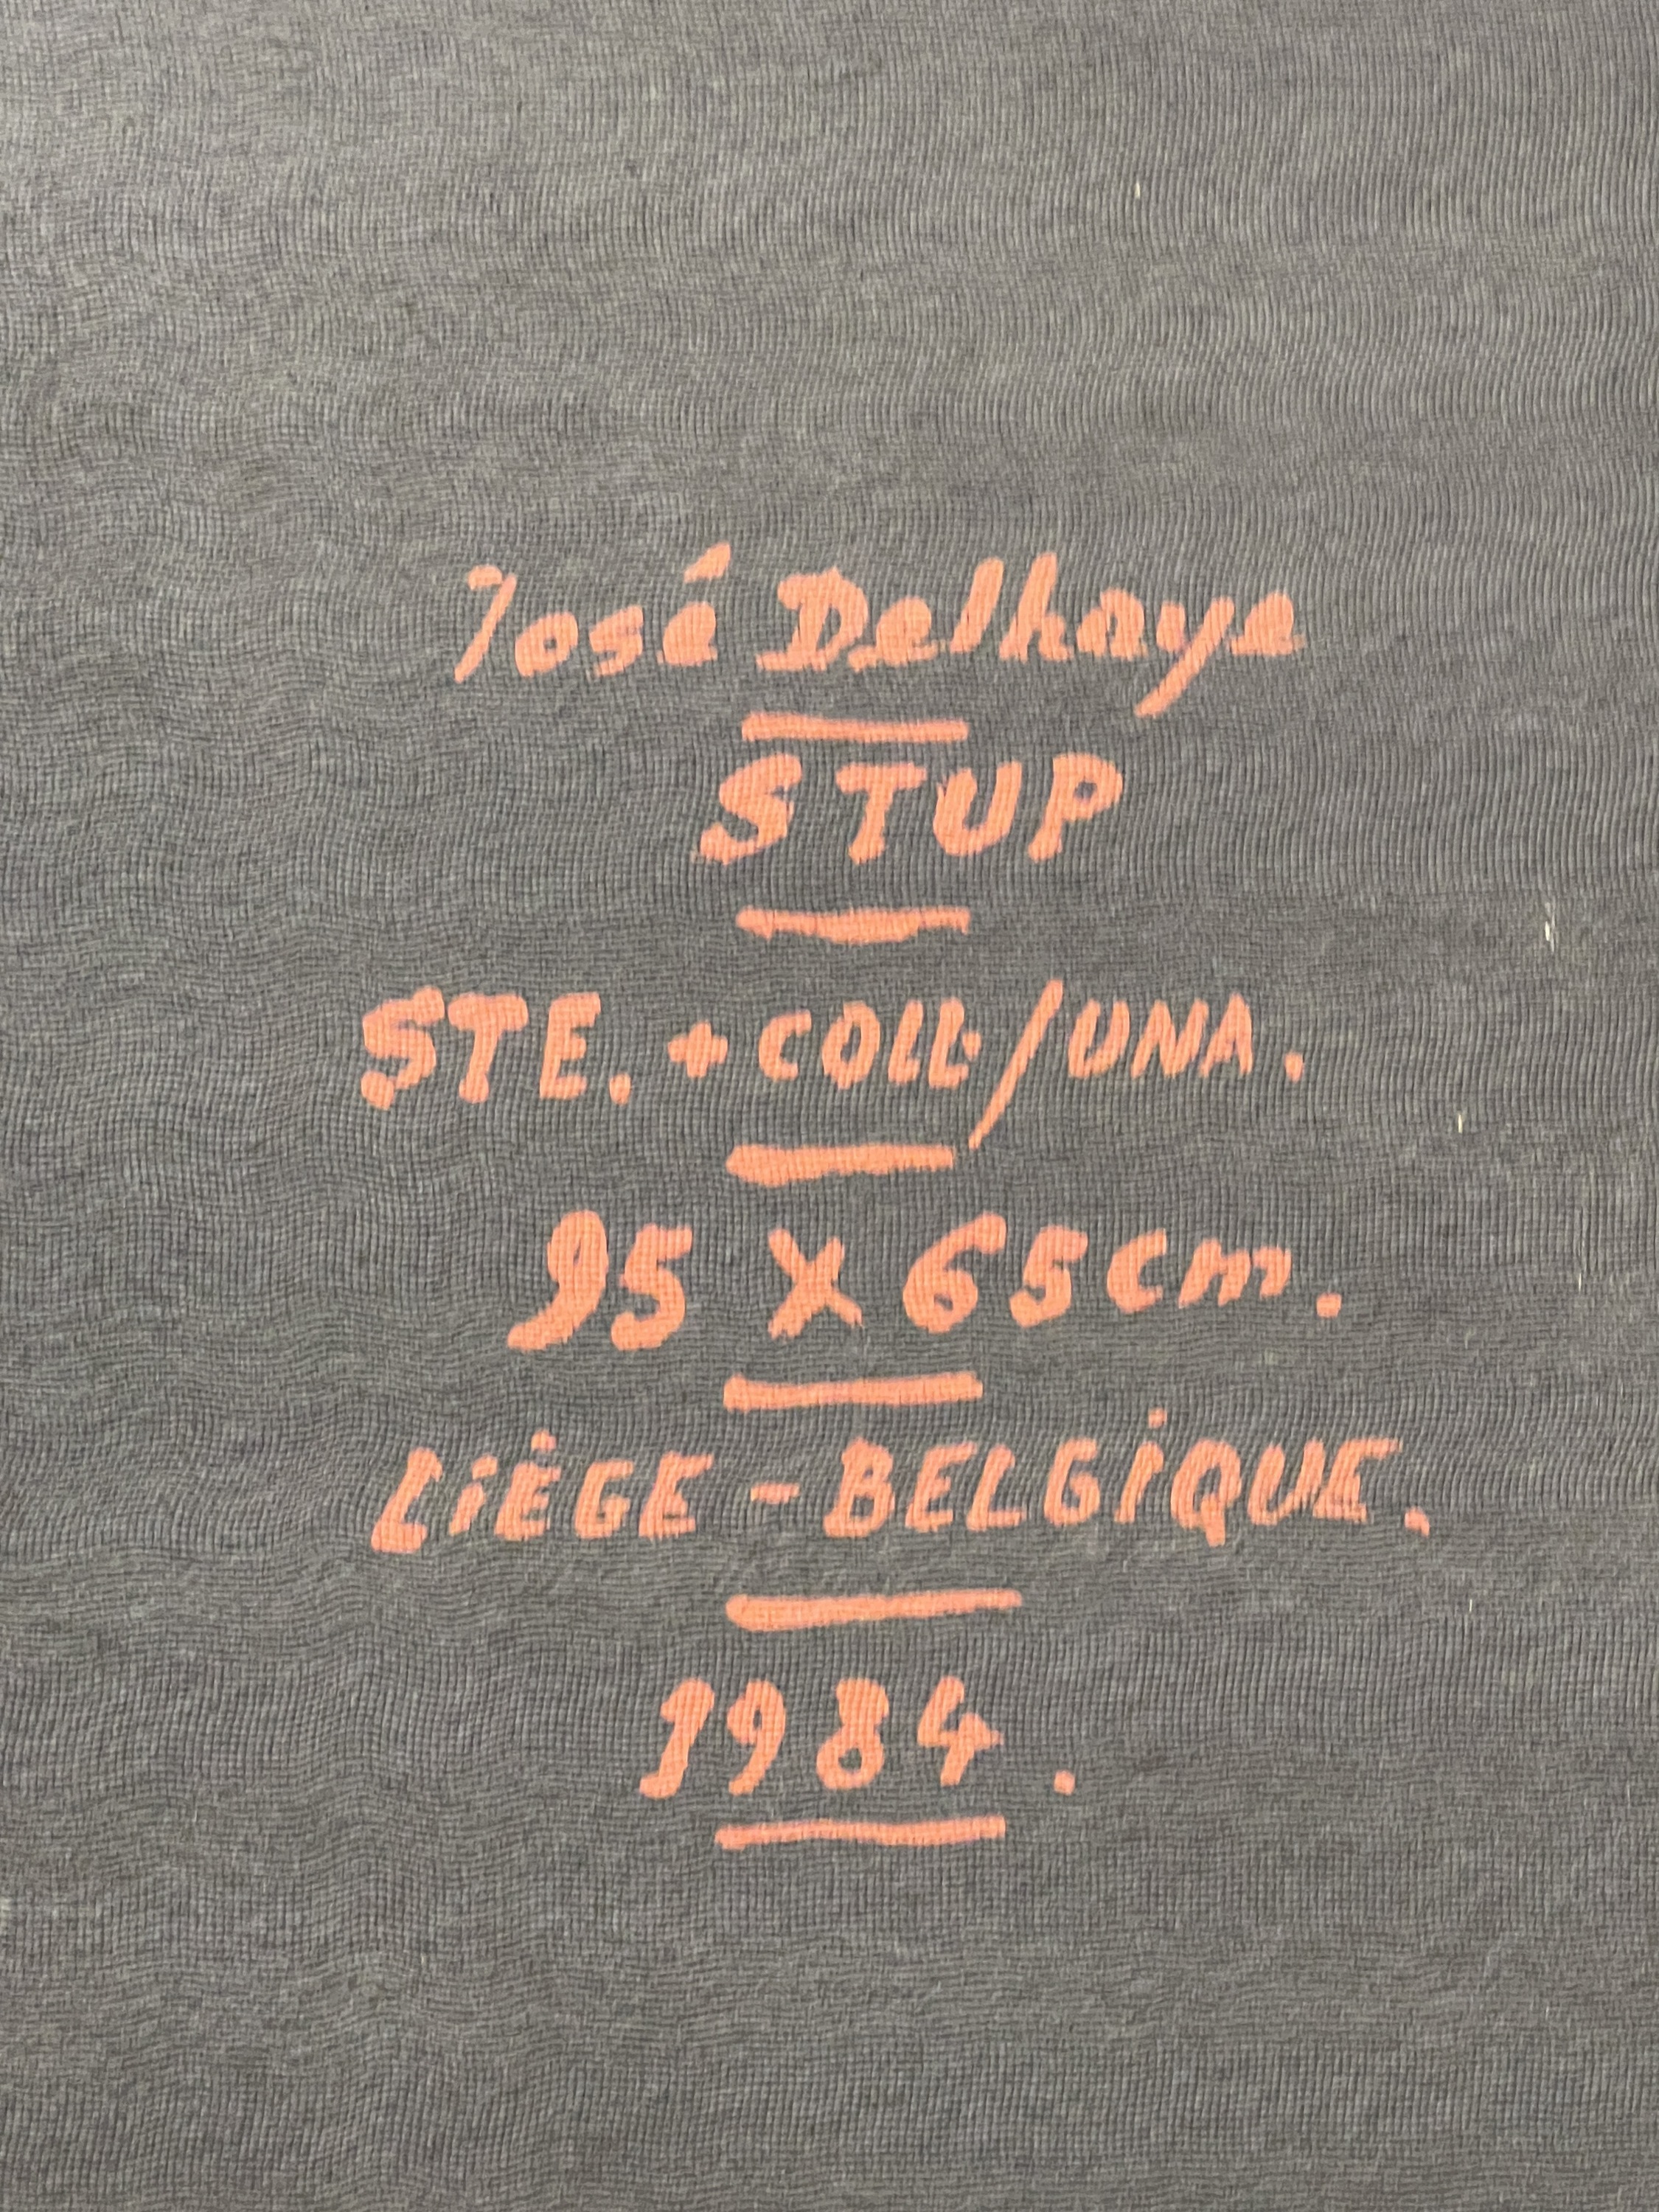 José Delhaye
STUP
STE. + COLL./UNA.
95 X 65cm.
LiÈGE - BELGiQUE.
1984.